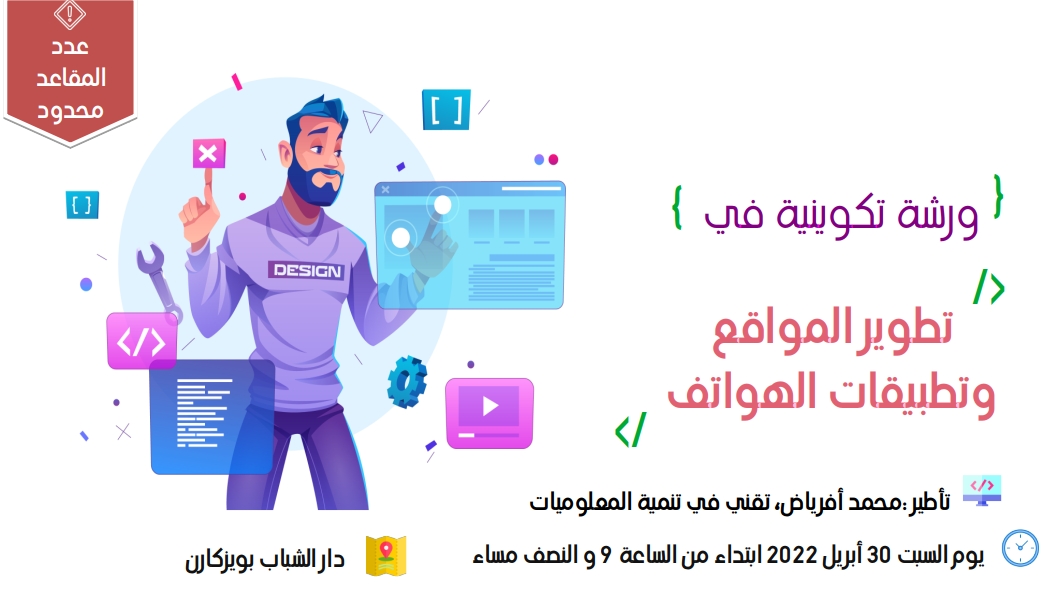 عدد
المقاعد
محدود
[ ]
{ }
DESIGN
</>
{ ورشة تكوينية في }
</
تطوير المواقع
وتطبيقات الهواتف
/>
</>
تأطير :محمد أفرياض، تقني في تنمية المعلوميات
يوم السبت 30 أبريل 2022 ابتداء من الساعة 9 و النصف مساء
دار الشباب بويزكارن